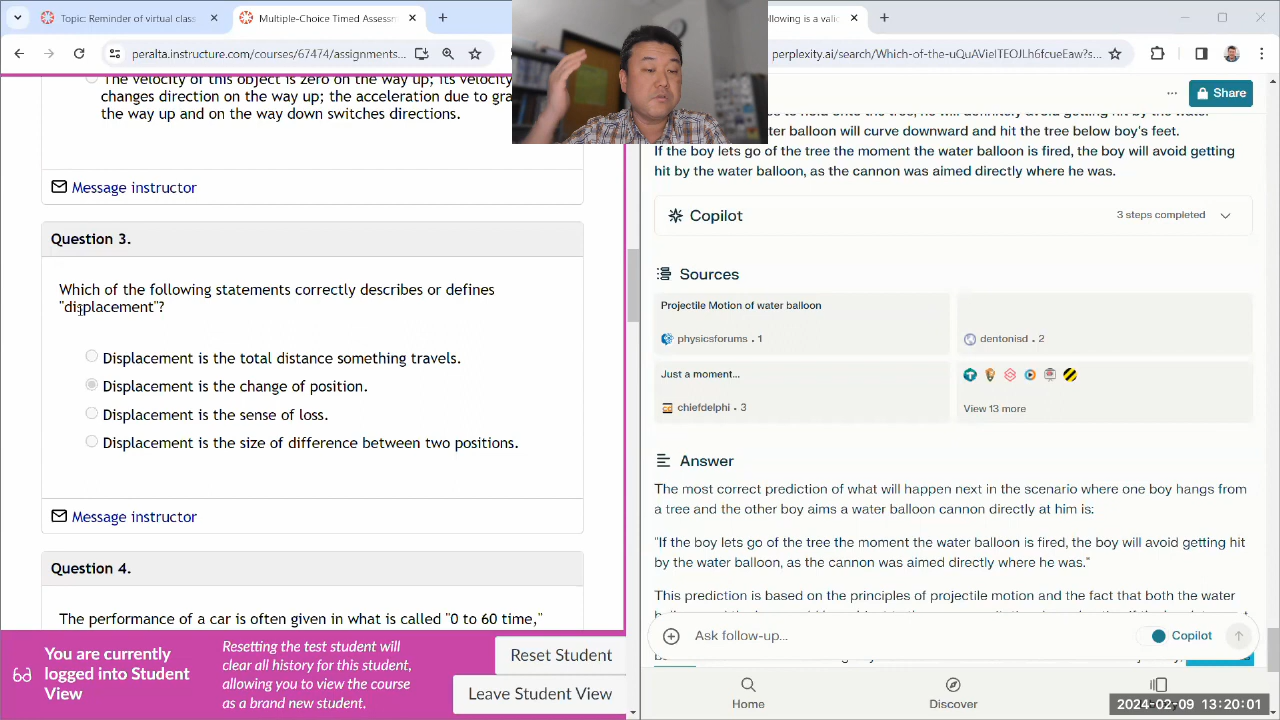 Topic: Reminder of virtual class
Multiple-Choice Timed Assessm
ollowing is a valid
peralta.instructure.com/courses/67474/assignments
perplexity.ai/search/Which-of-the-uQuAVielTEOJLh6fcueEaw?s...
The velocity of this object is zero on the way up; its velocity
changes direction on the way up; the acceleration due to gra
the way up and on the way down switches directions.
Message instructor
Question 3.
Which of the following statements correctly describes or defines
"displacement"?
Displacement is the total distance something travels.
Displacement is the change of position.
Displacement is the sense of loss.
Displacement is the size of difference between two positions.
Message instructor
Question 4.
The performance of a car is often given in what is called "0 to 60 time,"
You are currently
logged into Student
View
Resetting the test student will
clear all history for this student,
allowing you to view the course
as a brand new student.
Reset Student
Leave Student View
Share
ter balloon will curve downward and hit the tree below boy's feet.
If the boy lets go of the tree the moment the water balloon is fired, the boy will avoid getting
hit by the water balloon, as the cannon was aimed directly where he was.
Copilot
3 steps completed
Sources
Projectile Motion of water balloon
physicsforums · 1
dentonisd · 2
Just a moment...
chiefdelphi · 3
View 13 more
Answer
The most correct prediction of what will happen next in the scenario where one boy hangs from
a tree and the other boy aims a water balloon cannon directly at him is:
"If the boy lets go of the tree the moment the water balloon is fired, the boy will avoid getting hit
by the water balloon, as the cannon was aimed directly where he was."
This prediction is based on the principles of projectile motion and the fact that both the water
Ask follow-up...
Copilot
Home
Discover
2024-02-09 13:20:01